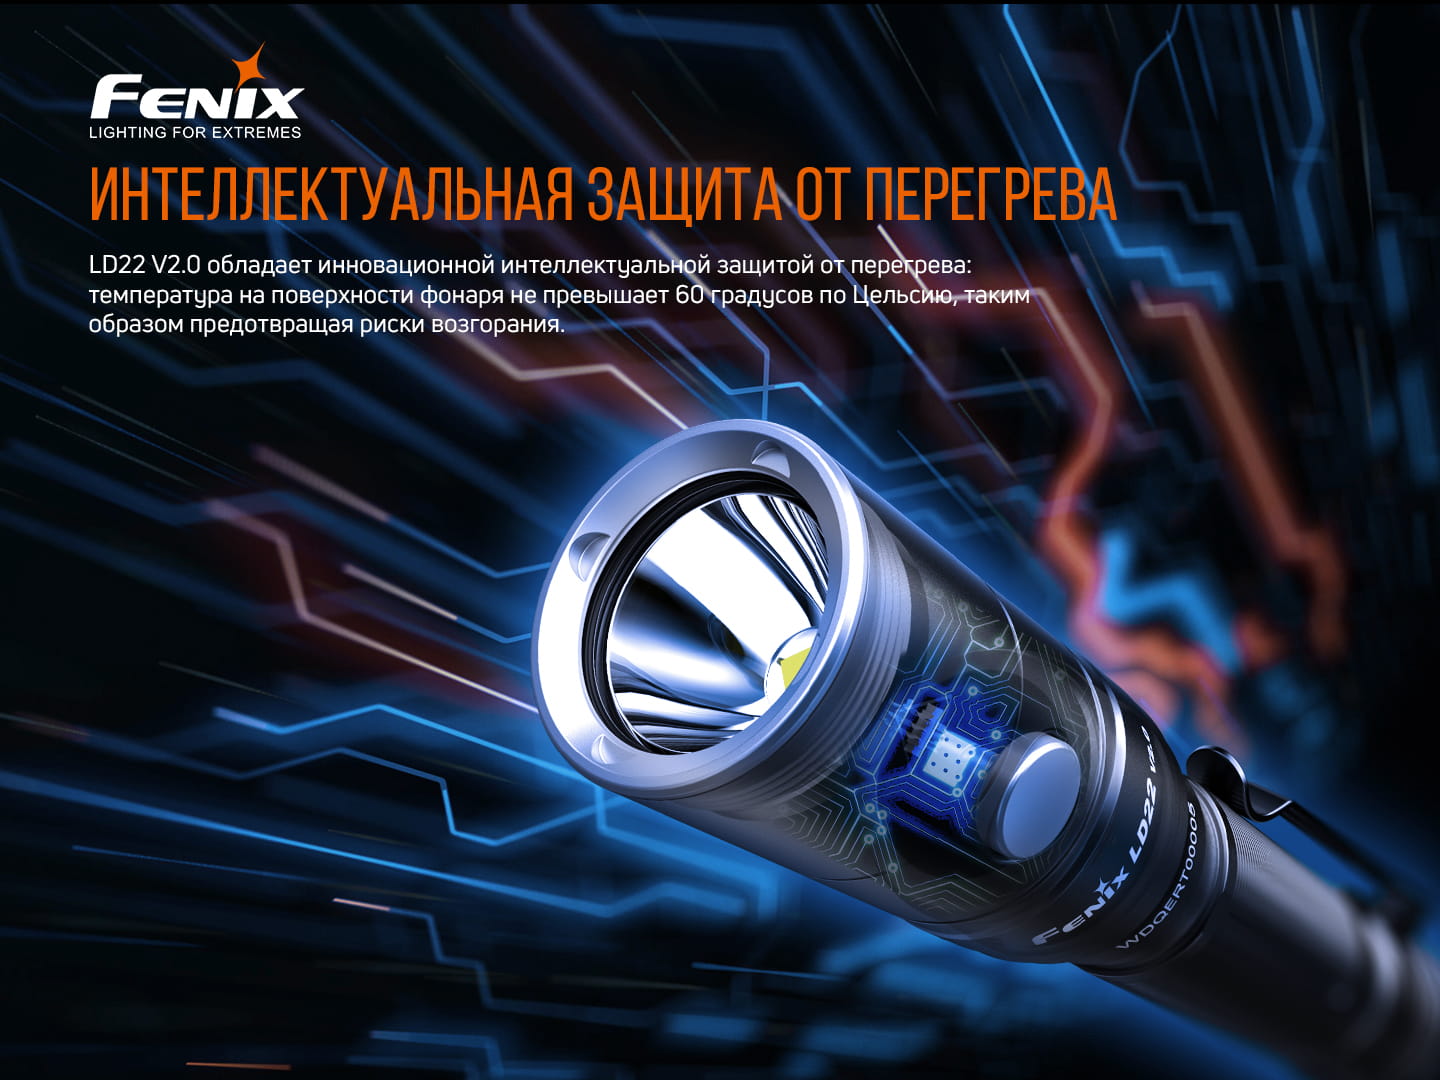 FENIX
LIGHTING FOR EXTREMES
ИНТЕЛЛЕКТУАЛЬНАЯ ЗАЩИТА ОТ ПЕРЕГРЕВА
LD22 V2.0 обладает инновационной интеллектуальной защитой от перегрева:
температура на поверхности фонаря не превышает 60 градусов по Цельсию, таким
образом предотвращая риски возгорания.
FENIX LD22 V2.0
WDQERT00005